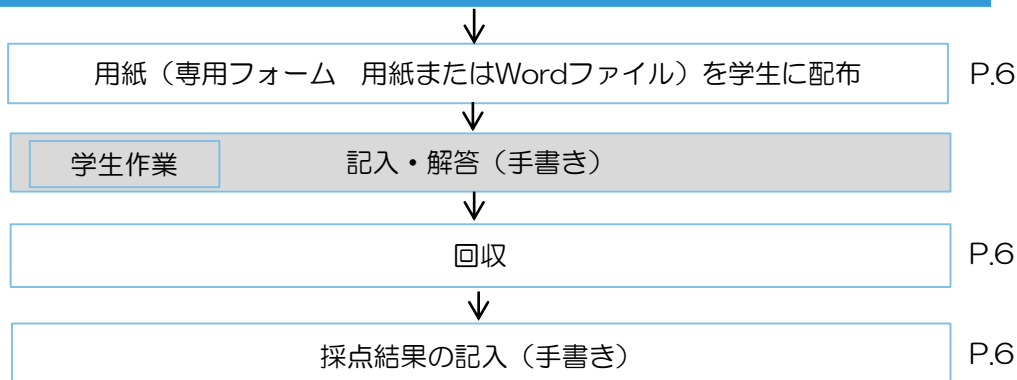 用紙（専用フォーム　用紙またはWordファイル）を学生に配布
P.6
学生作業
記入・解答（手書き）
回収
P.6
採点結果の記入（手書き）
P.6